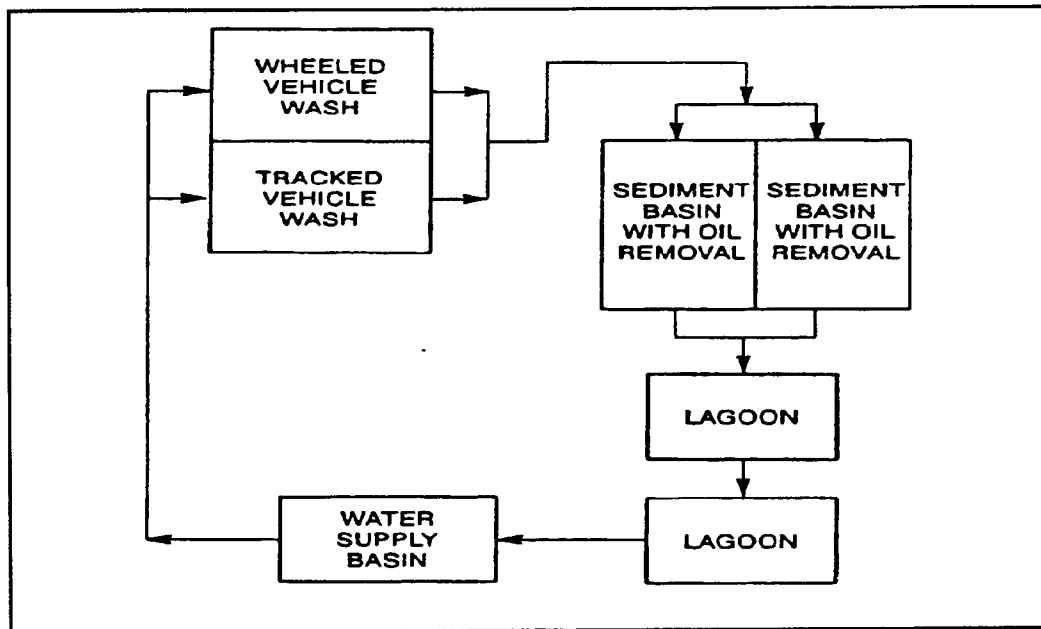 WHEELED
VEHICLE
WASH
TRACKED
VEHICLE
WASH
SEDIMENT
BASIN
WITH OIL
REMOVAL
SEDIMENT
BASIN
WITH OIL
REMOVAL
LAGOON
LAGOON
WATER
SUPPLY
BASIN